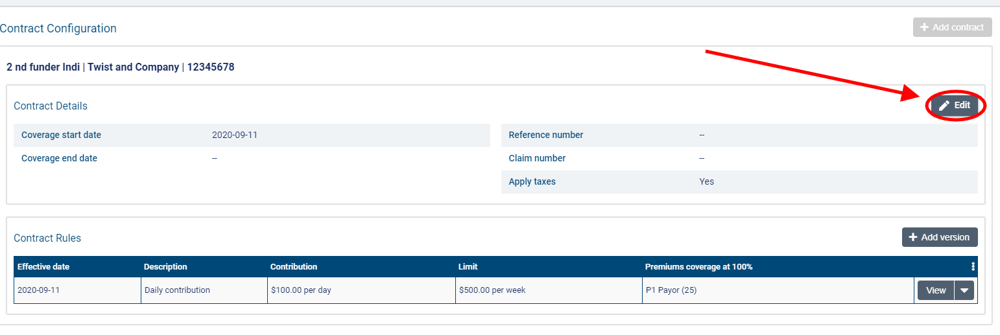 Contract Configuration
Add contract
2 nd funder Indi | Twist and Company | 12345678
Contract Details
Edit
Coverage start date 2020-09-11 Reference number --
Coverage end date -- Claim number --
Apply taxes Yes
Contract Rules
Add version
Effective date Description Contribution Limit Premiums coverage at 100%
2020-09-11 Daily contribution $100.00 per day $500.00 per week P1 Payor (25) View